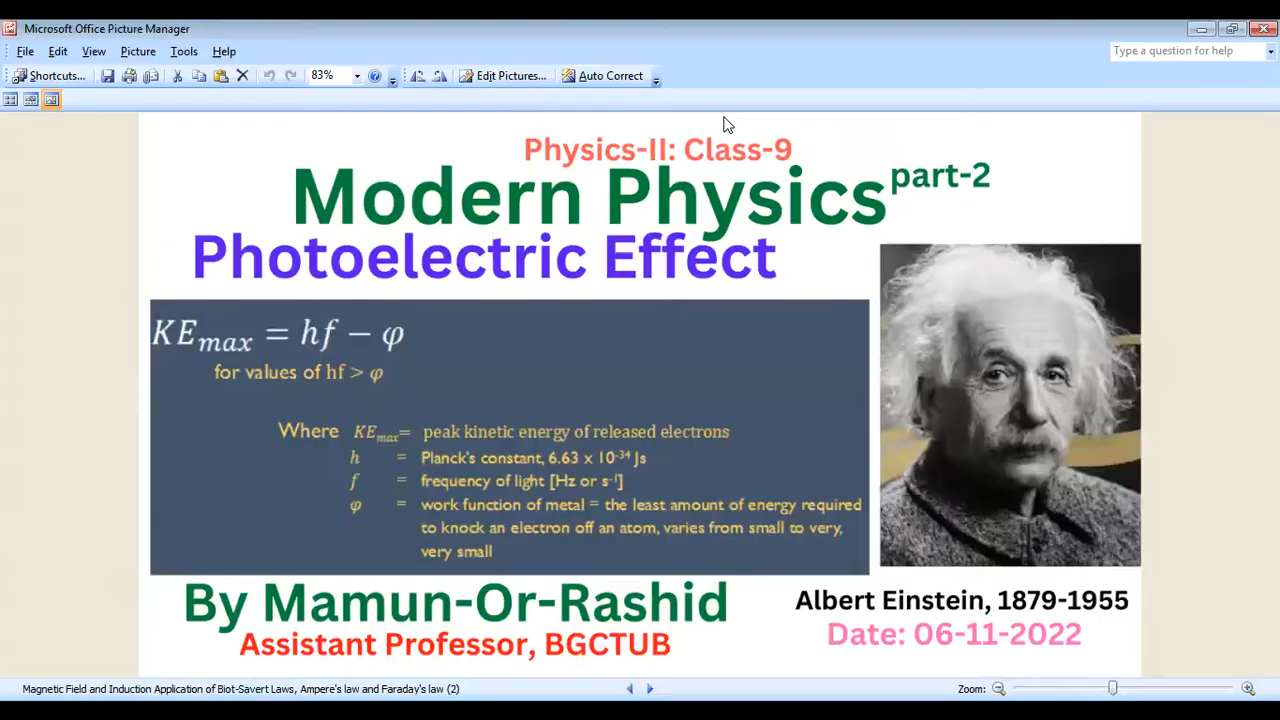 Microsoft Office Picture Manager
File Edit View Picture Tools Help
Type a question for help
Shortcuts... 83% Edit Pictures... Auto Correct
Physics-II: Class-9
Modern Physics part-2
Photoelectric Effect
KEmax = hf − φ
for values of hf > φ
Where KEmax= peak kinetic energy of released electrons
h = Planck's constant, 6.63 x 10⁻³⁴ Js
f = frequency of light [Hz or s⁻¹]
φ = work function of metal = the least amount of energy required
to knock an electron off an atom, varies from small to very,
very small
By Mamun-Or-Rashid
Assistant Professor, BGCTUB
Albert Einstein, 1879-1955
Date: 06-11-2022
Magnetic Field and Induction Application of Biot-Savert Laws, Ampere's law and Faraday's law (2)
Zoom: